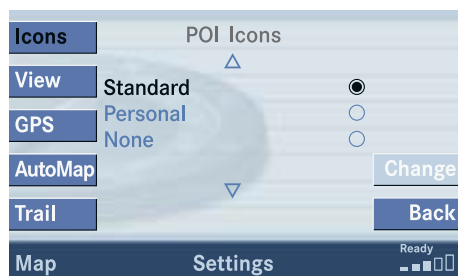 Icons
POI Icons
View
Standard
Personal
GPS
None
AutoMap
Change
Trail
Back
Ready
Map
Settings